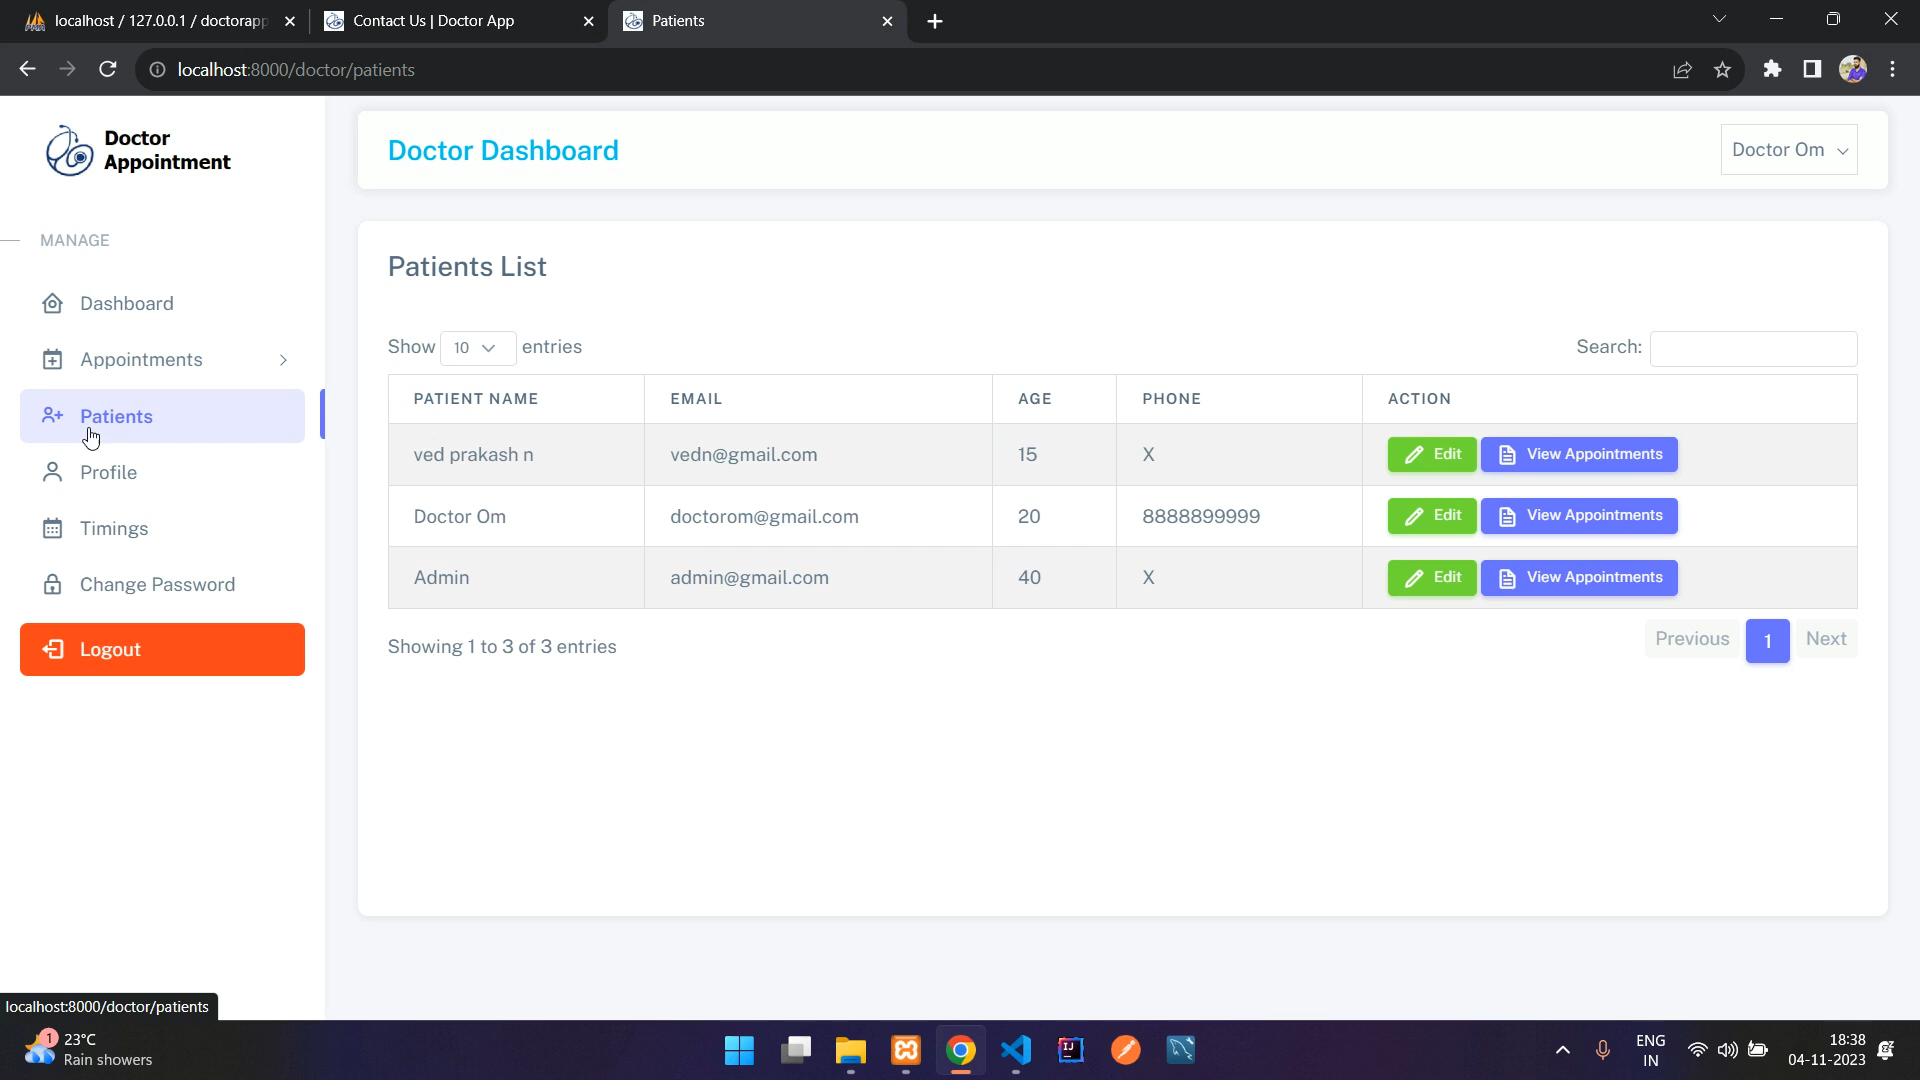 localhost / 127.0.0.1 / doctorapp
Contact Us | Doctor App
Patients
localhost:8000/doctor/patients
Doctor
Appointment
Doctor Dashboard
Doctor Om
MANAGE
Dashboard
Appointments
Patients
Profile
Timings
Change Password
Logout
Patients List
Show 10 entries
Search:
PATIENT NAME EMAIL AGE PHONE ACTION
ved prakash n vedn@gmail.com 15 X Edit View Appointments
Doctor Om doctorom@gmail.com 20 8888899999 Edit View Appointments
Admin admin@gmail.com 40 X Edit View Appointments
Showing 1 to 3 of 3 entries
Previous 1 Next
localhost:8000/doctor/patients
1
23°C
Rain showers
IJ
ENG
IN
18:38
04-11-2023